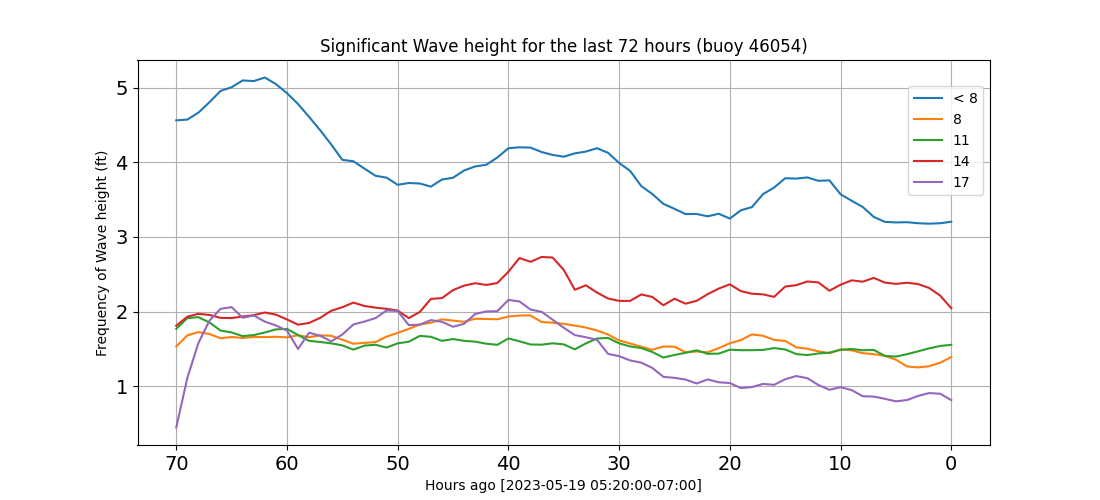 Significant Wave height for the last 72 hours (buoy 46054)
Frequency of Wave height (ft)
5
4
3
2
1
< 8
8
11
14
17
70 60 50 40 30 20 10 0
Hours ago [2023-05-19 05:20:00-07:00]